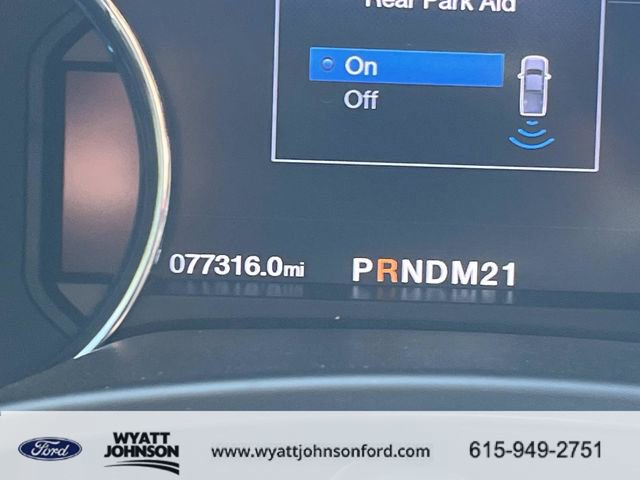 Rear Park Aid
On
Off
077316.0mi PRNDM21
Ford WYATT JOHNSON www.wyattjohnsonford.com 615-949-2751